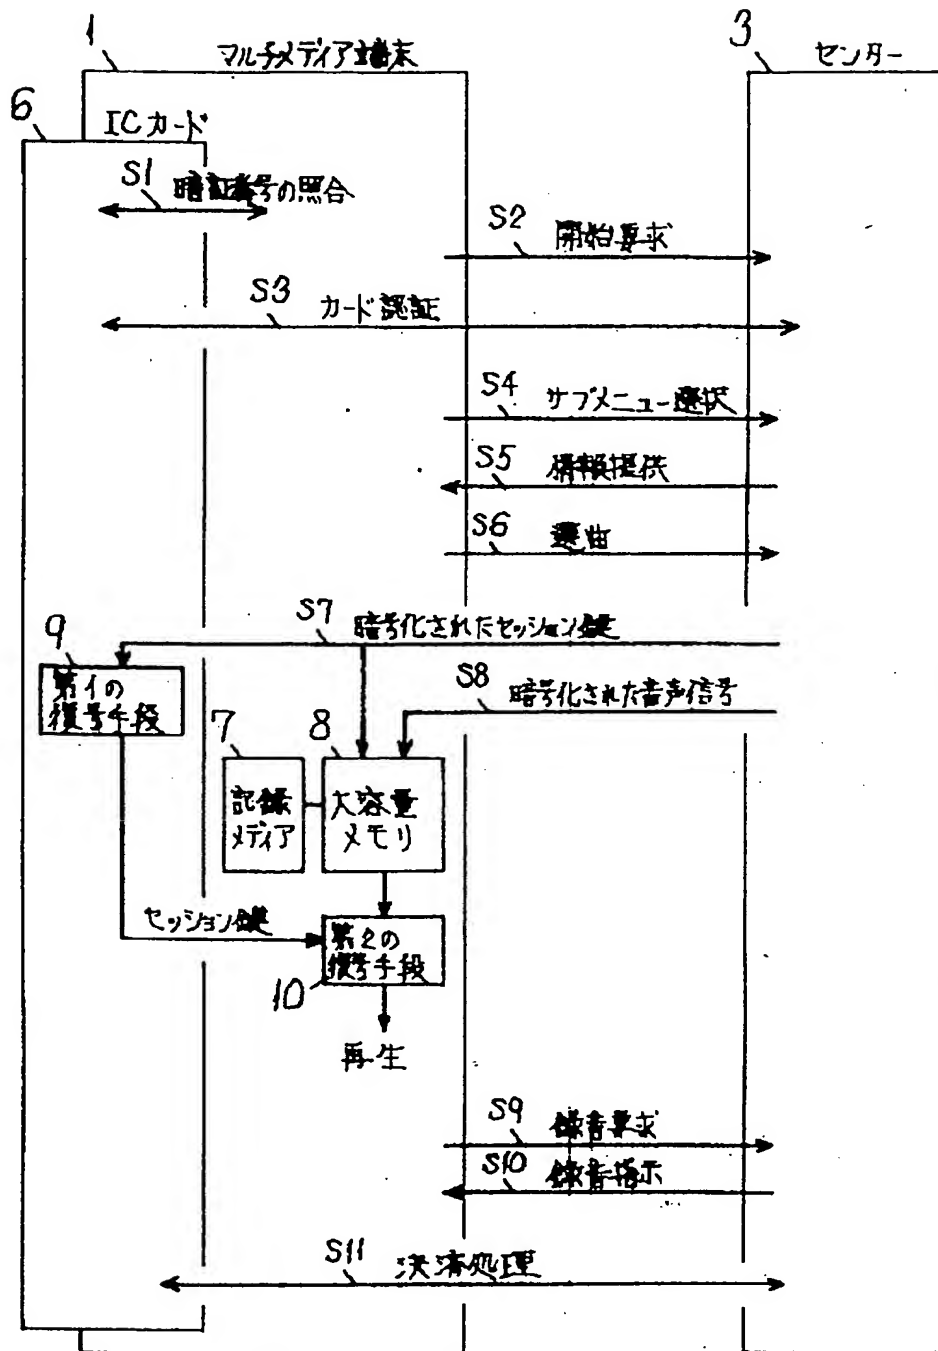 1
マルチメディア端末
3
センター
6
ICカード
S1
暗証番号の照合
S2
開始要求
S3
カード認証
S4
サブメニュー選択
S5
情報提供
S6
選曲
S7
暗号化されたセッション鍵
9
第1の
復号手段
S8
暗号化された音声信号
7
8
記録
メディア
大容量
メモリ
セッション鍵
第2の
復号手段
10
再生
S9
録音要求
S10
録音指示
S11
決済処理